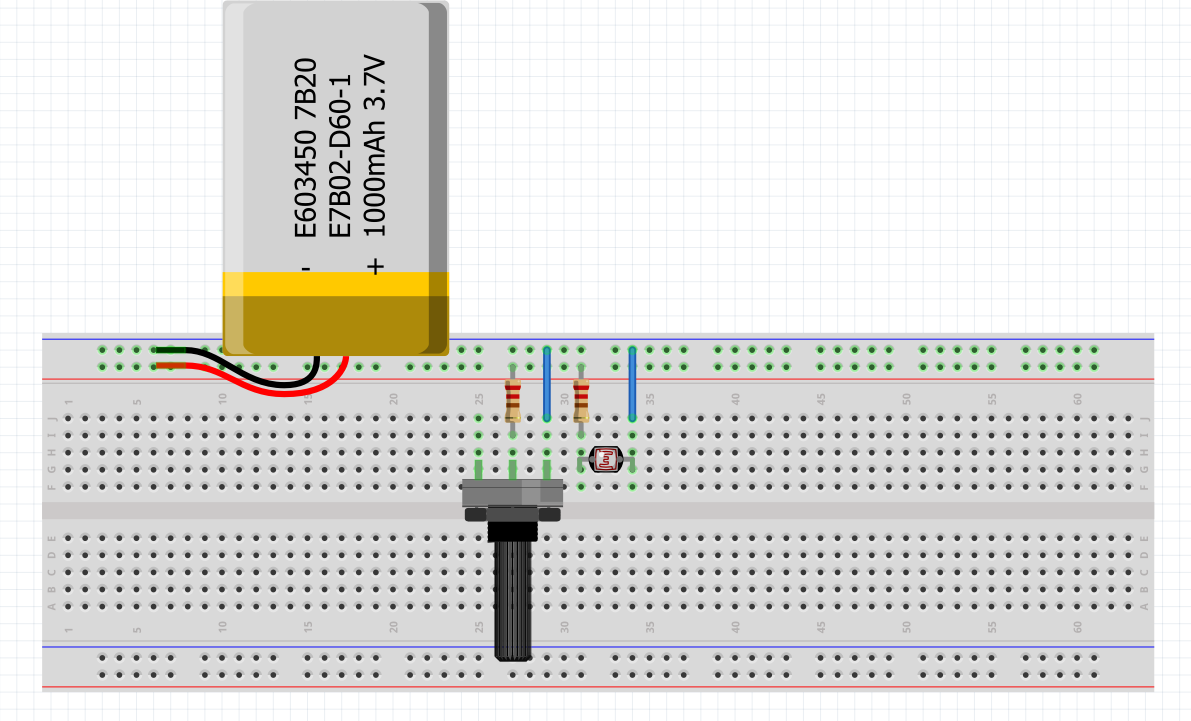 E603450 7B20
E7B02-D60-1
1000mAh 3.7V
- +
1 5 10 15 20 25 30 35 40 45 50 55 60
J J
I I
H H
G G
F F
E E
D D
C C
B B
A A
1 5 10 15 20 25 30 35 40 45 50 55 60